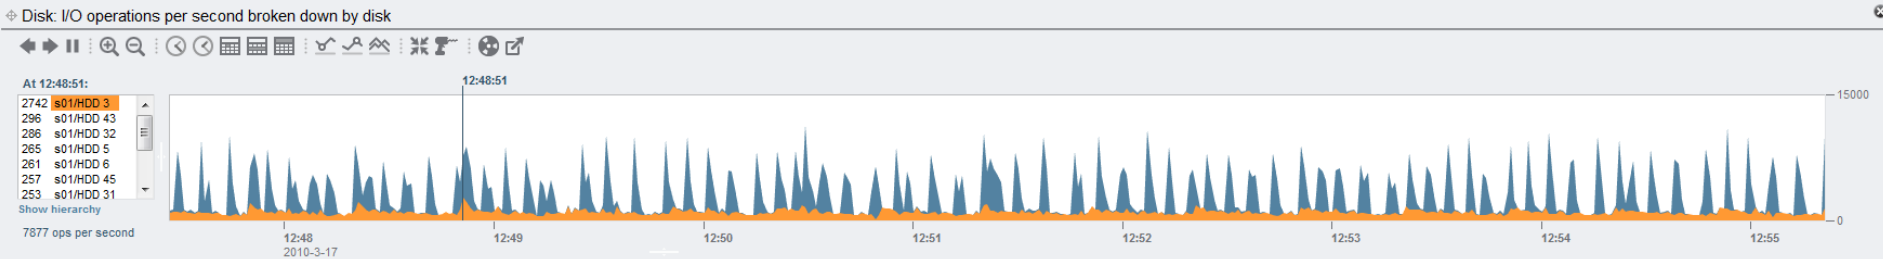 Disk: I/O operations per second broken down by disk
At 12:48:51:
12:48:51
2742 s01/HDD 3
296 s01/HDD 43
286 s01/HDD 32
265 s01/HDD 5
261 s01/HDD 6
257 s01/HDD 45
253 s01/HDD 31
Show hierarchy
7877 ops per second
15000
0
12:48 12:49 12:50 12:51 12:52 12:53 12:54 12:55
2010-3-17